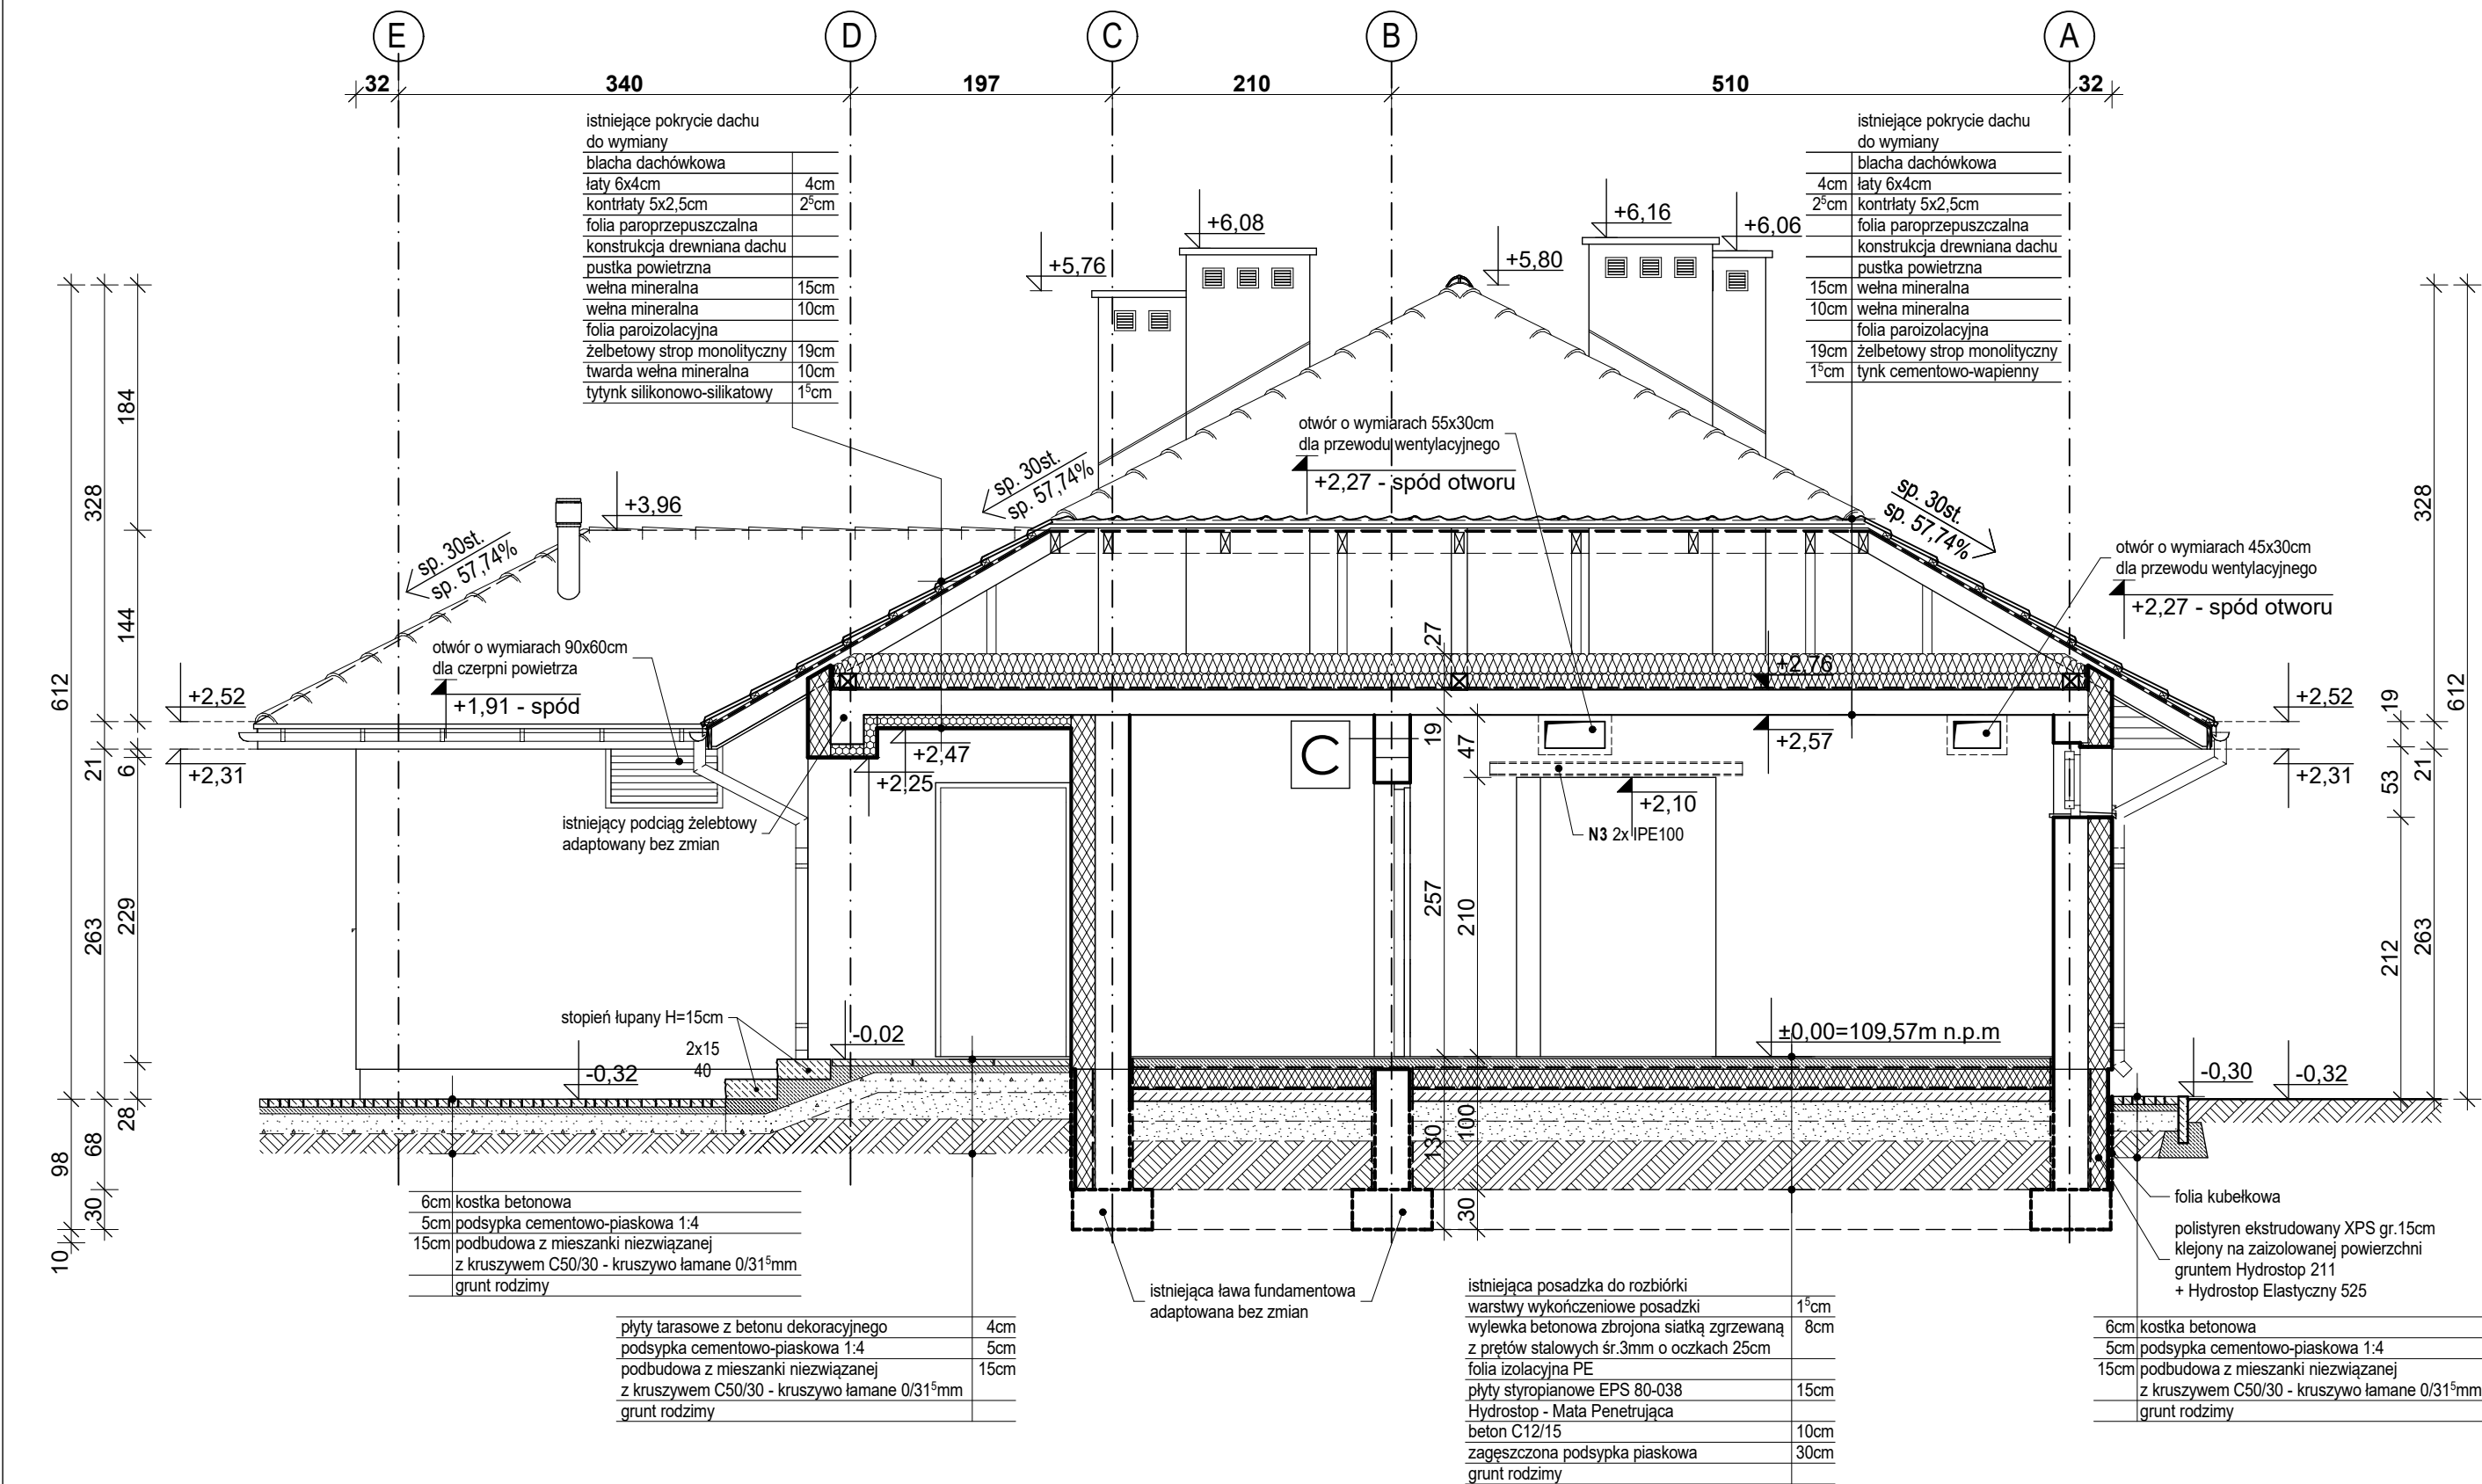 E D C B A
32 340 197 210 510 32
istniejące pokrycie dachu
do wymiany
blacha dachówkowa
łaty 6x4cm 4cm
kontrłaty 5x2,5cm 2⁵cm
folia paroprzepuszczalna
konstrukcja drewniana dachu
pustka powietrzna
wełna mineralna 15cm
wełna mineralna 10cm
folia paroizolacyjna
żelbetowy strop monolityczny 19cm
twarda wełna mineralna 10cm
tytynk silikonowo-silikatowy 1⁵cm
istniejące pokrycie dachu
do wymiany
blacha dachówkowa
4cm łaty 6x4cm
2⁵cm kontrłaty 5x2,5cm
folia paroprzepuszczalna
konstrukcja drewniana dachu
pustka powietrzna
15cm wełna mineralna
10cm wełna mineralna
folia paroizolacyjna
19cm żelbetowy strop monolityczny
1⁵cm tynk cementowo-wapienny
+5,76
+6,08
+5,80
+6,16
+6,06
otwór o wymiarach 55x30cm
dla przewodu wentylacyjnego
+2,27 - spód otworu
sp. 30st.
sp. 57,74%
+3,96
sp. 30st.
sp. 57,74%
sp. 30st.
sp. 57,74%
otwór o wymiarach 45x30cm
dla przewodu wentylacyjnego
+2,27 - spód otworu
otwór o wymiarach 90x60cm
dla czerpni powietrza
+1,91 - spód
+2,52
+2,31
+2,47
+2,25
+2,76
+2,57
+2,52
+2,31
C
+2,10
N3 2x IPE100
istniejący podciąg żelebtowy
adaptowany bez zmian
612
328
263
98
68
30
10
184
144
21
6
229
28
27
19
47
257
210
130
100
30
328
612
19
53
21
212
263
stopień łupany H=15cm
2x15
40
-0,02
-0,32
±0,00=109,57m n.p.m
-0,30
-0,32
6cm kostka betonowa
5cm podsypka cementowo-piaskowa 1:4
15cm podbudowa z mieszanki niezwiązanej
z kruszywem C50/30 - kruszywo łamane 0/31⁵mm
grunt rodzimy
płyty tarasowe z betonu dekoracyjnego 4cm
podsypka cementowo-piaskowa 1:4 5cm
podbudowa z mieszanki niezwiązanej 15cm
z kruszywem C50/30 - kruszywo łamane 0/31⁵mm
grunt rodzimy
istniejąca ława fundamentowa
adaptowana bez zmian
istniejąca posadzka do rozbiórki
warstwy wykończeniowe posadzki 1⁵cm
wylewka betonowa zbrojona siatką zgrzewaną 8cm
z prętów stalowych śr.3mm o oczkach 25cm
folia izolacyjna PE
płyty styropianowe EPS 80-038 15cm
Hydrostop - Mata Penetrująca
beton C12/15 10cm
zagęszczona podsypka piaskowa 30cm
grunt rodzimy
folia kubełkowa
polistyren ekstrudowany XPS gr.15cm
klejony na zaizolowanej powierzchni
gruntem Hydrostop 211
+ Hydrostop Elastyczny 525
6cm kostka betonowa
5cm podsypka cementowo-piaskowa 1:4
15cm podbudowa z mieszanki niezwiązanej
z kruszywem C50/30 - kruszywo łamane 0/31⁵mm
grunt rodzimy